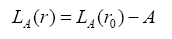 L_A(r) = L_A(r_0) − A